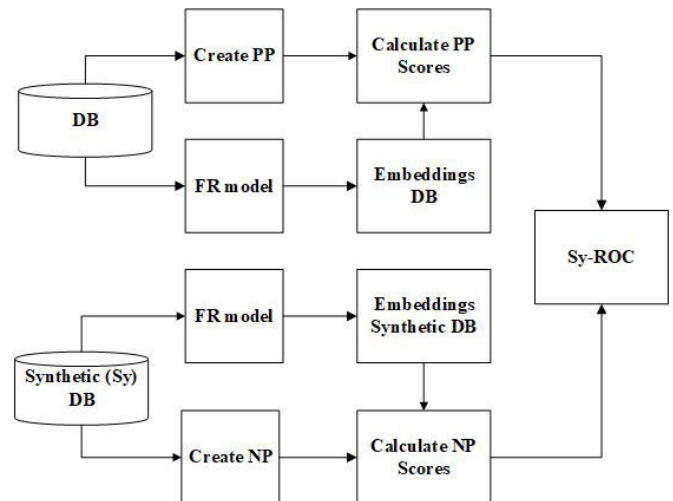 Create PP
Calculate PP
Scores
DB
FR model
Embeddings
DB
Sy-ROC
FR model
Embeddings
Synthetic DB
Synthetic (Sy)
DB
Create NP
Calculate NP
Scores